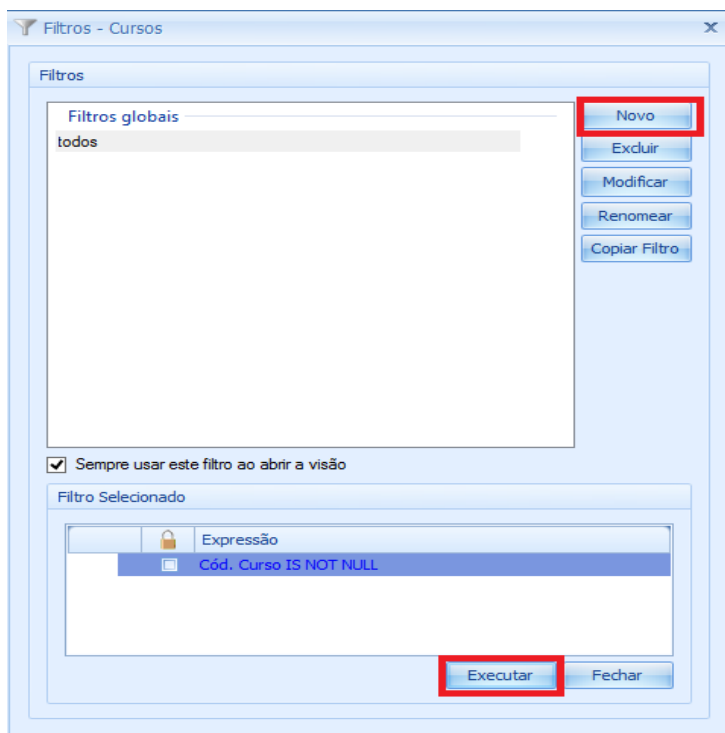 Filtros - Cursos
Filtros
Filtros globais
todos
Novo
Excluir
Modificar
Renomear
Copiar Filtro
Sempre usar este filtro ao abrir a visão
Filtro Selecionado
Expressão
Cód. Curso IS NOT NULL
Executar
Fechar